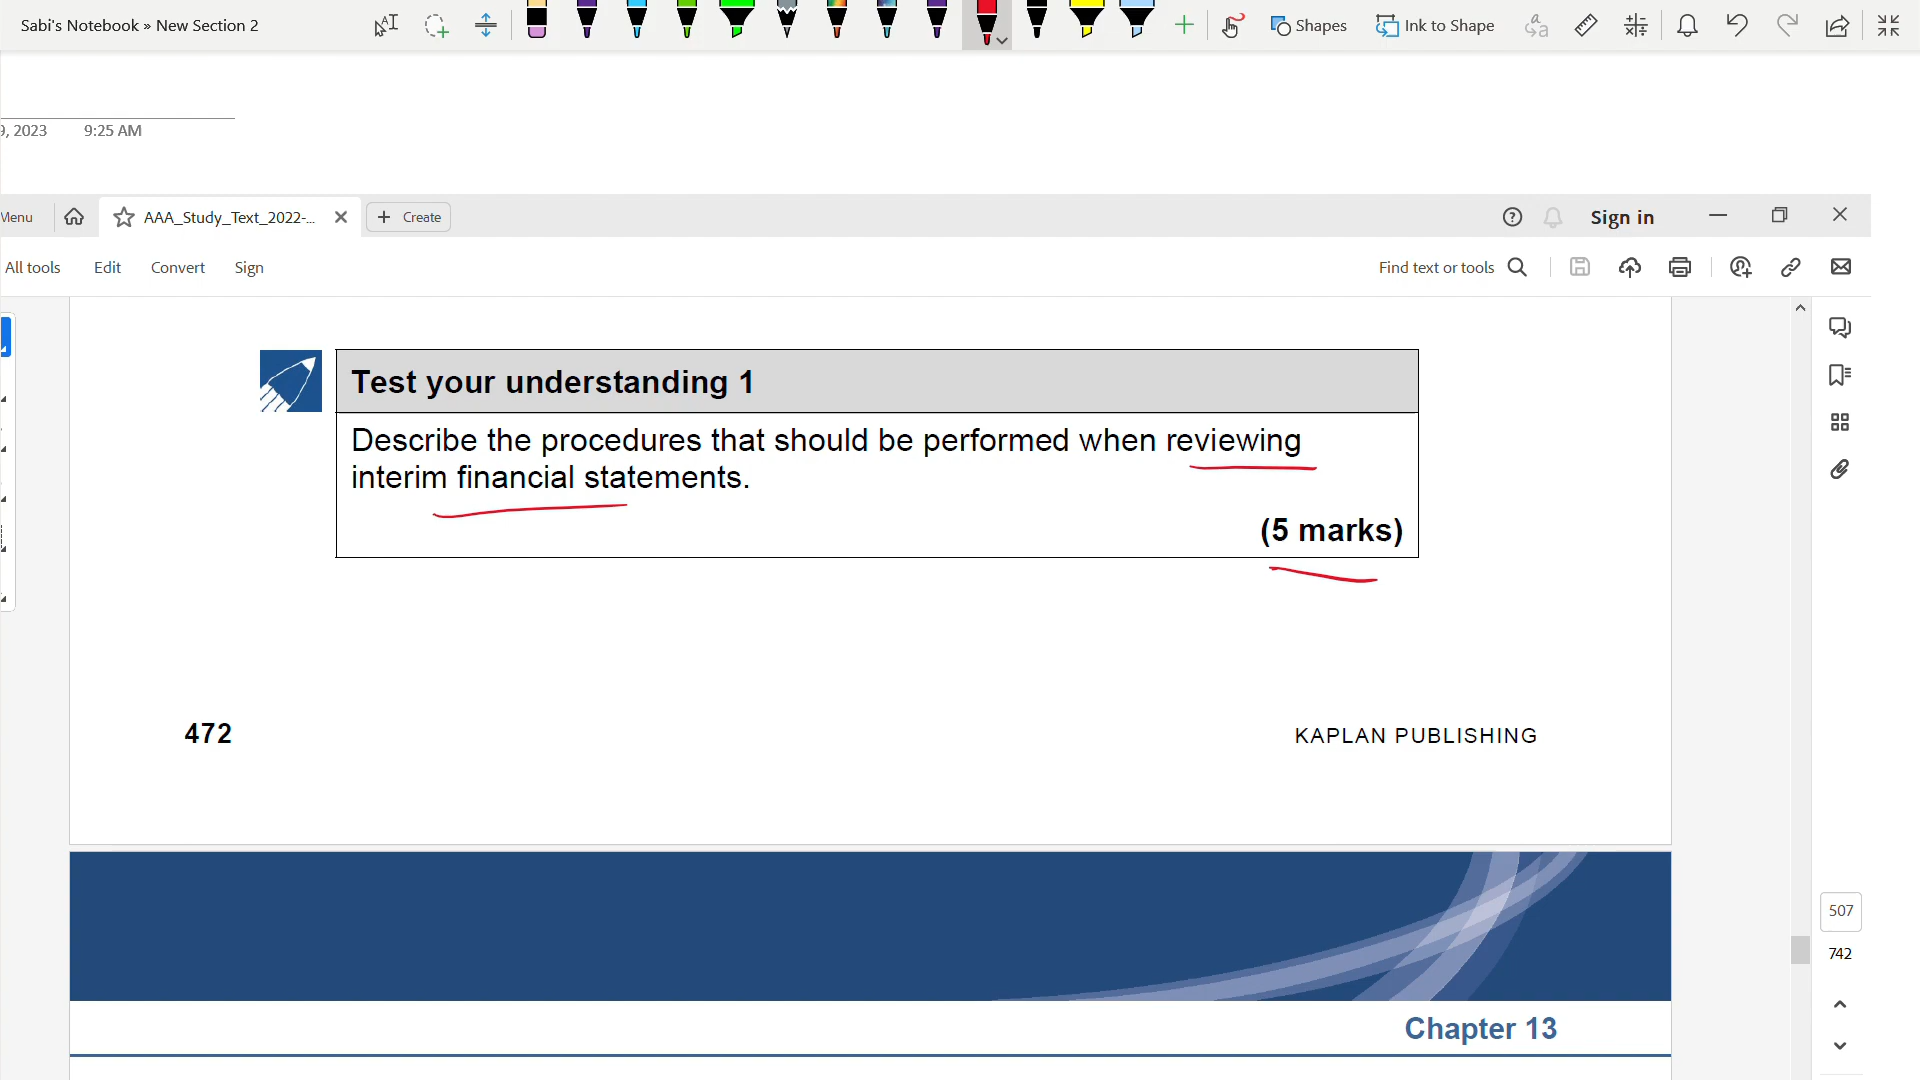 Sabi's Notebook » New Section 2
Shapes
Ink to Shape
9, 2023 9:25 AM
Menu
AAA_Study_Text_2022-...
Create
Sign in
All tools
Edit
Convert
Sign
Find text or tools
Test your understanding 1
Describe the procedures that should be performed when reviewing
interim financial statements.
(5 marks)
472
KAPLAN PUBLISHING
507
742
Chapter 13